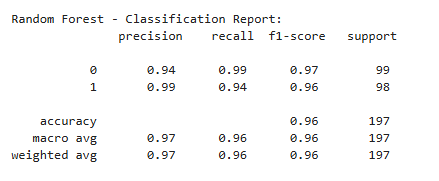 Random Forest - Classification Report:
precision recall f1-score support
0 0.94 0.99 0.97 99
1 0.99 0.94 0.96 98
accuracy 0.96 197
macro avg 0.97 0.96 0.96 197
weighted avg 0.97 0.96 0.96 197